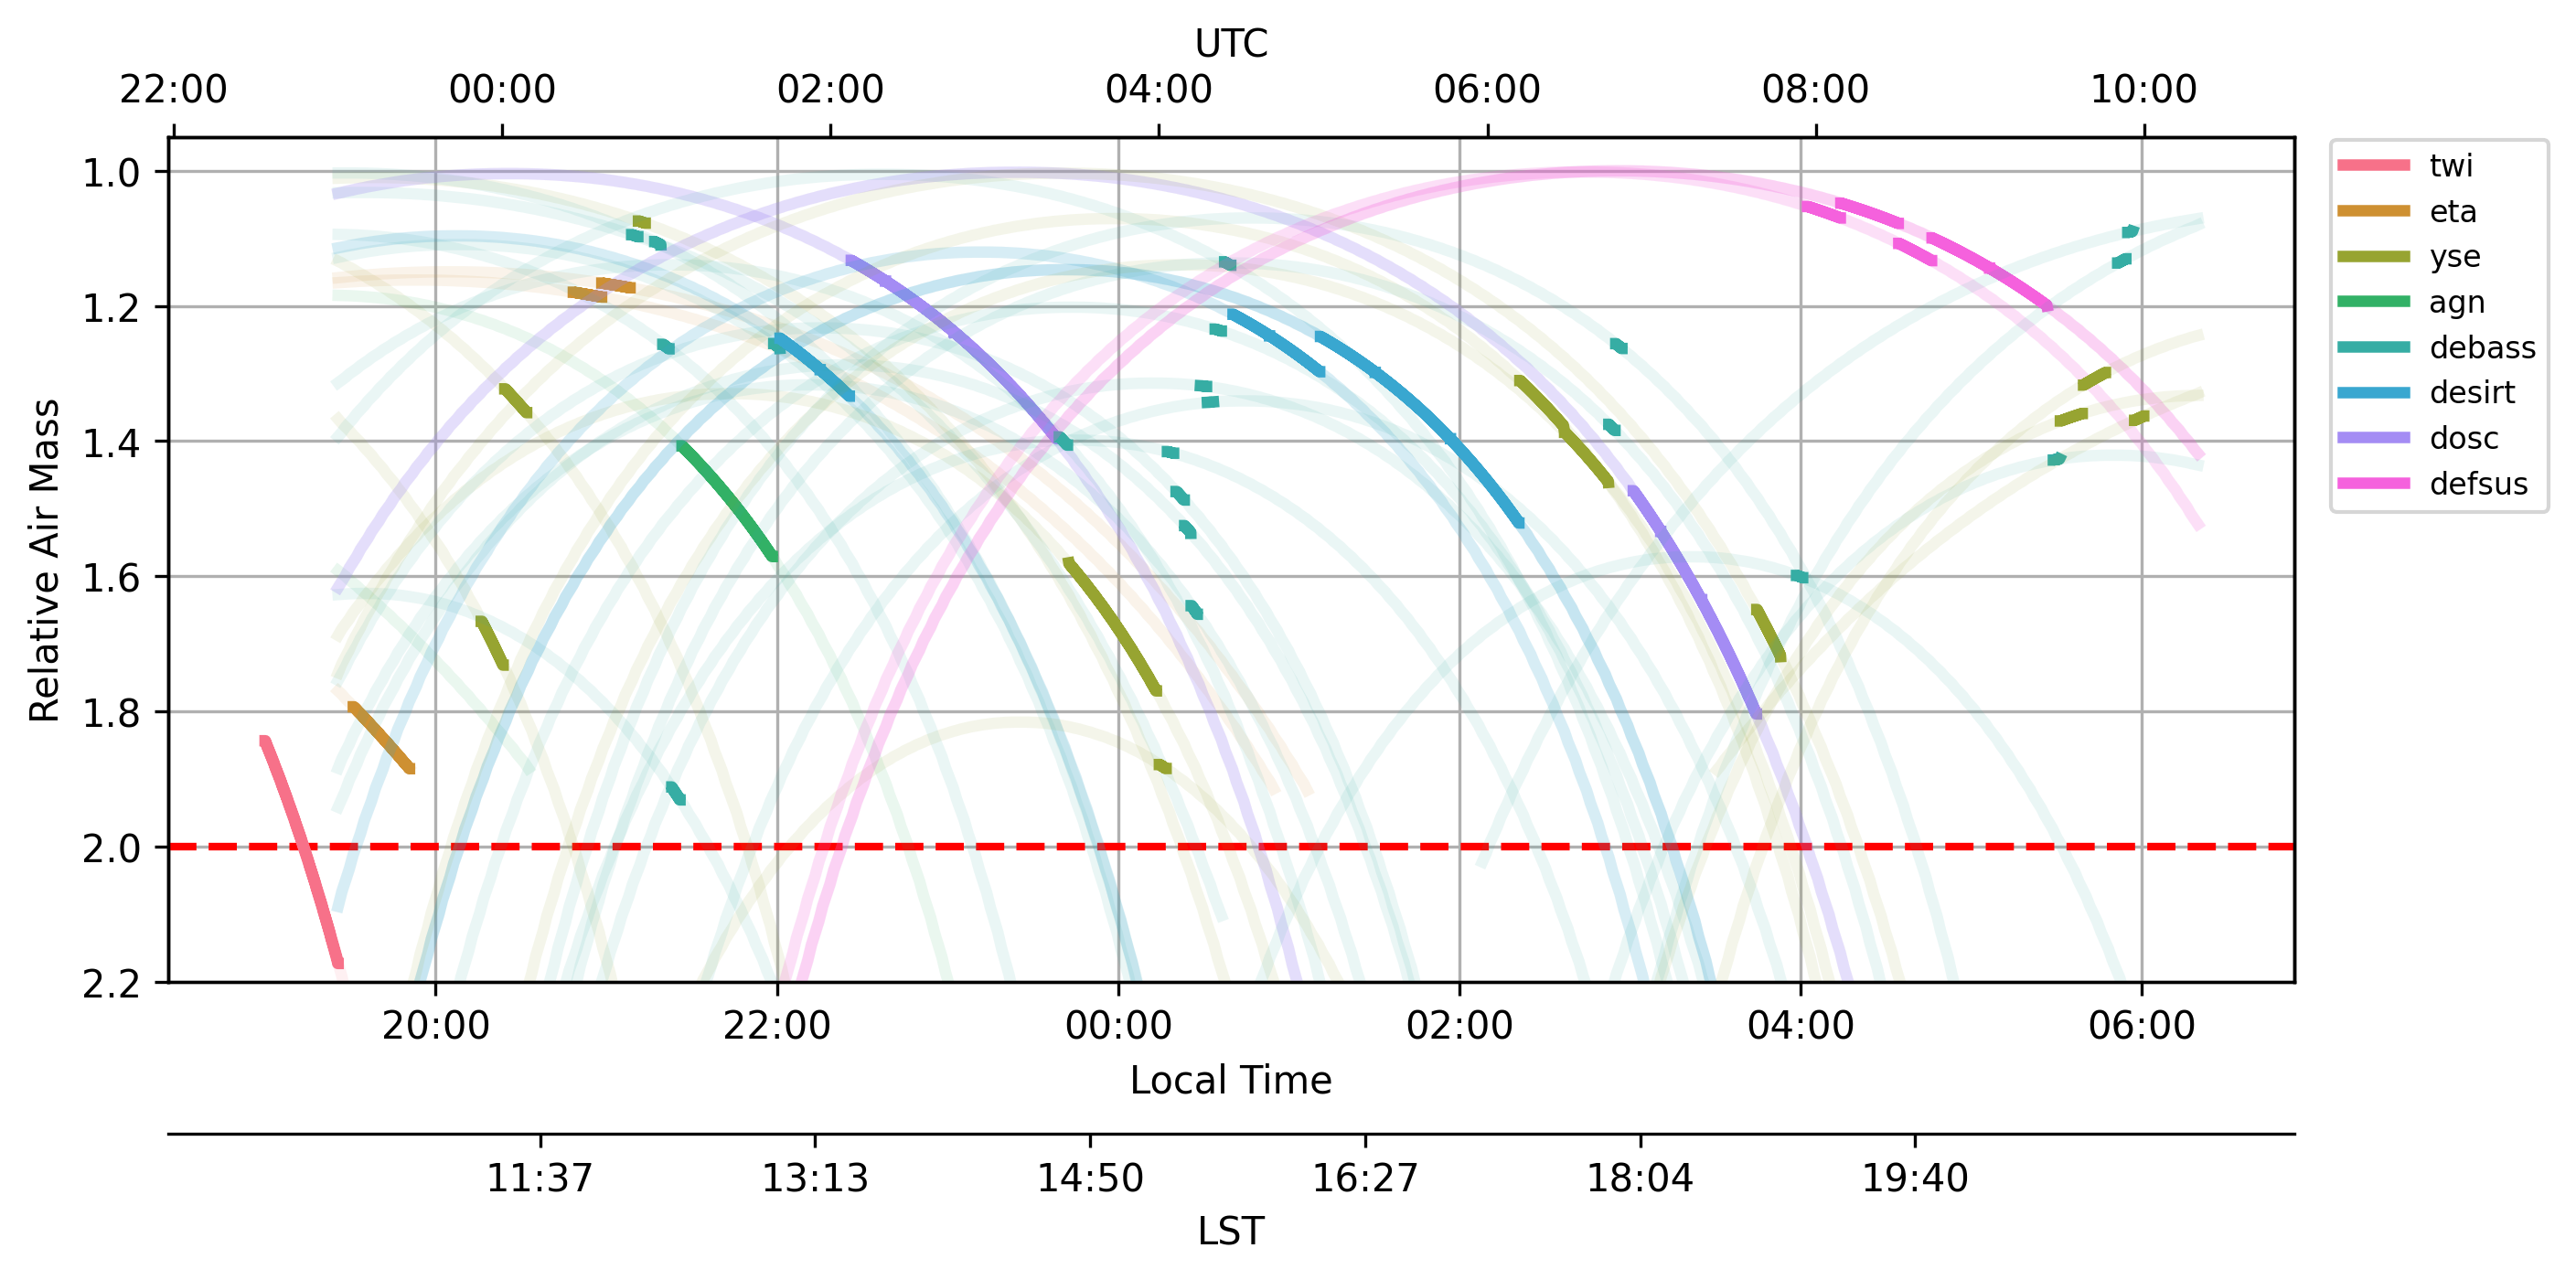 UTC
22:00 00:00 02:00 04:00 06:00 08:00 10:00
Relative Air Mass
1.0
1.2
1.4
1.6
1.8
2.0
2.2
twi
eta
yse
agn
debass
desirt
dosc
defsus
20:00 22:00 00:00 02:00 04:00 06:00
Local Time
11:37 13:13 14:50 16:27 18:04 19:40
LST